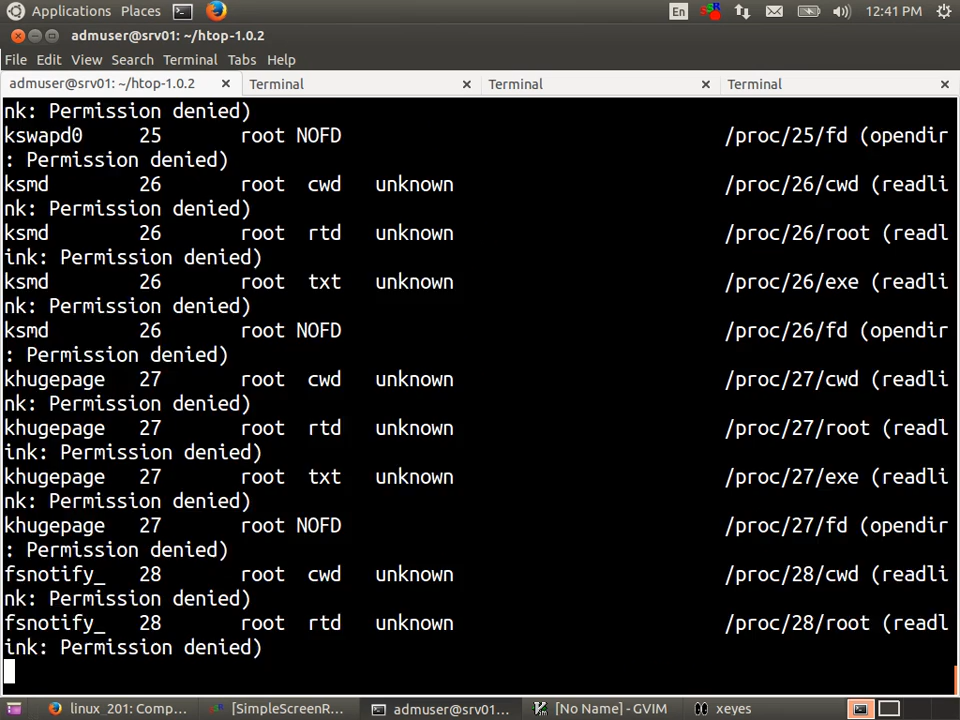 Applications Places En 12:41 PM
admuser@srv01: ~/htop-1.0.2
File Edit View Search Terminal Tabs Help
admuser@srv01: ~/htop-1.0.2 × Terminal × Terminal × Terminal ×
nk: Permission denied)
kswapd0 25 root NOFD /proc/25/fd (opendir
: Permission denied)
ksmd 26 root cwd unknown /proc/26/cwd (readli
nk: Permission denied)
ksmd 26 root rtd unknown /proc/26/root (readl
ink: Permission denied)
ksmd 26 root txt unknown /proc/26/exe (readli
nk: Permission denied)
ksmd 26 root NOFD /proc/26/fd (opendir
: Permission denied)
khugepage 27 root cwd unknown /proc/27/cwd (readli
nk: Permission denied)
khugepage 27 root rtd unknown /proc/27/root (readl
ink: Permission denied)
khugepage 27 root txt unknown /proc/27/exe (readli
nk: Permission denied)
khugepage 27 root NOFD /proc/27/fd (opendir
: Permission denied)
fsnotify_ 28 root cwd unknown /proc/28/cwd (readli
nk: Permission denied)
fsnotify_ 28 root rtd unknown /proc/28/root (readl
ink: Permission denied)
linux_201: Comp... [SimpleScreenR... admuser@srv01... [No Name] - GVIM xeyes